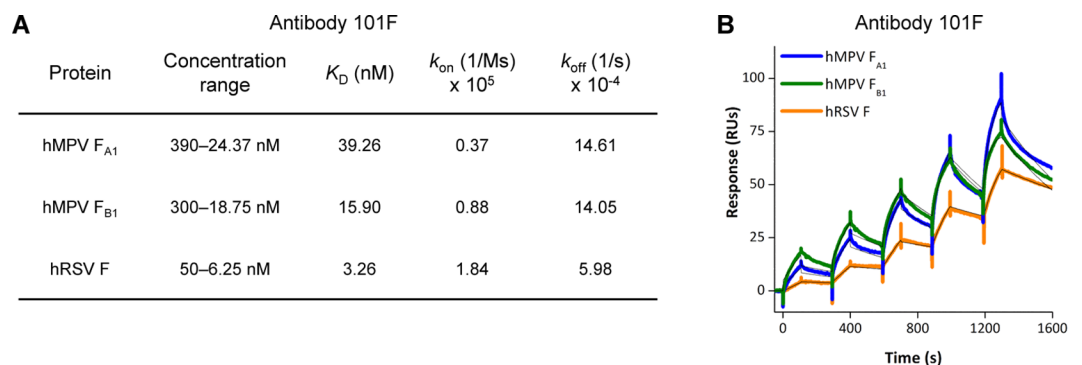 A
Antibody 101F
Protein Concentration range K_D (nM) k_on (1/Ms) x 10^5 k_off (1/s) x 10^-4
hMPV F_A1 390–24.37 nM 39.26 0.37 14.61
hMPV F_B1 300–18.75 nM 15.90 0.88 14.05
hRSV F 50–6.25 nM 3.26 1.84 5.98
B
Antibody 101F
hMPV F_A1
hMPV F_B1
hRSV F
Response (RUs)
100
75
50
25
0
0 400 800 1200 1600
Time (s)